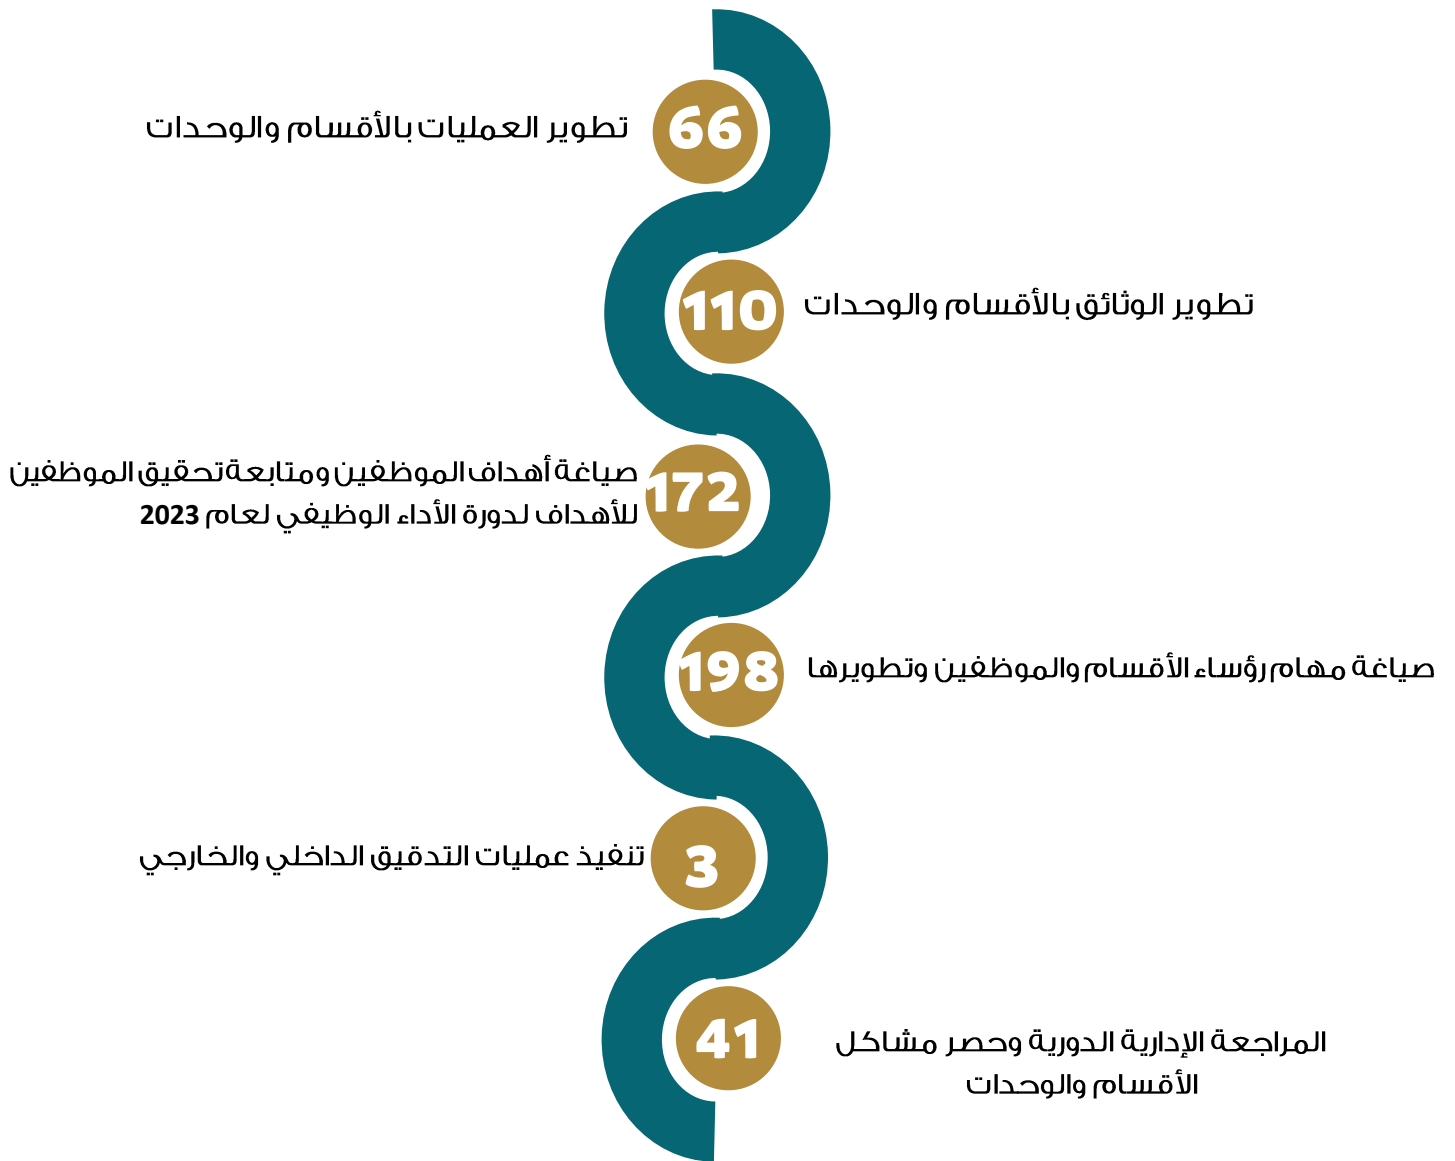 66
تطوير العمليات بالأقسام والوحدات
110
تطوير الوثائق بالأقسام والوحدات
172
صياغة أهداف الموظفين ومتابعة تحقيق الموظفين
للأهداف لدورة الأداء الوظيفي لعام 2023
198
صياغة مهام رؤساء الأقسام والموظفين وتطويرها
3
تنفيذ عمليات التدقيق الداخلي والخارجي
41
المراجعة الإدارية الدورية وحصر مشاكل
الأقسام والوحدات